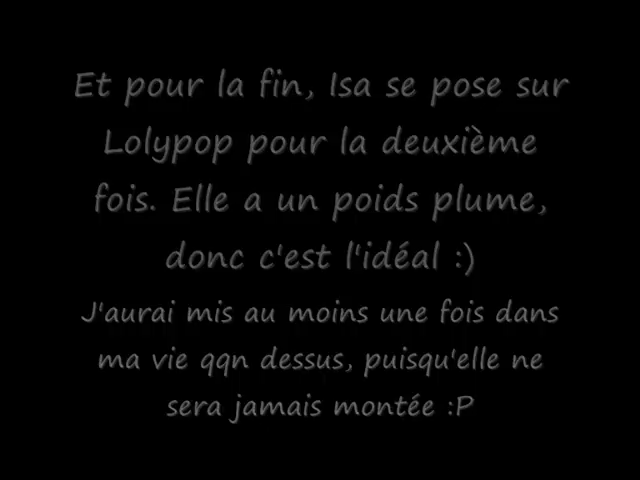 Et pour la fin, Isa se pose sur
Lolypop pour la deuxième
fois. Elle a un poids plume,
donc c'est l'idéal :)
J'aurai mis au moins une fois dans
ma vie qqn dessus, puisqu'elle ne
sera jamais montée :P